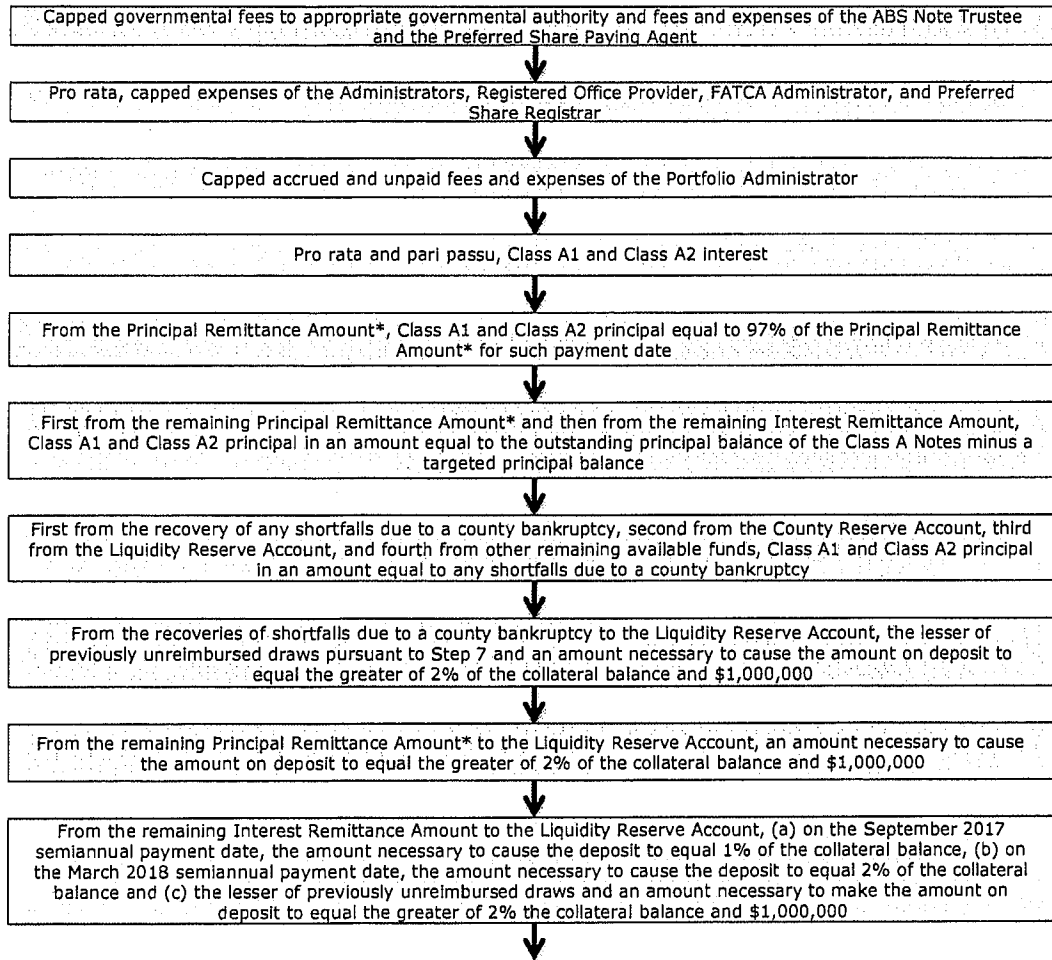 Capped governmental fees to appropriate governmental authority and fees and expenses of the ABS Note Trustee
and the Preferred Share Paying Agent
Pro rata, capped expenses of the Administrators, Registered Office Provider, FATCA Administrator, and Preferred
Share Registrar
Capped accrued and unpaid fees and expenses of the Portfolio Administrator
Pro rata and pari passu, Class A1 and Class A2 interest
From the Principal Remittance Amount*, Class A1 and Class A2 principal equal to 97% of the Principal Remittance
Amount* for such payment date
First from the remaining Principal Remittance Amount* and then from the remaining Interest Remittance Amount,
Class A1 and Class A2 principal in an amount equal to the outstanding principal balance of the Class A Notes minus a
targeted principal balance
First from the recovery of any shortfalls due to a county bankruptcy, second from the County Reserve Account, third
from the Liquidity Reserve Account, and fourth from other remaining available funds, Class A1 and Class A2 principal
in an amount equal to any shortfalls due to a county bankruptcy
From the recoveries of shortfalls due to a county bankruptcy to the Liquidity Reserve Account, the lesser of
previously unreimbursed draws pursuant to Step 7 and an amount necessary to cause the amount on deposit to
equal the greater of 2% of the collateral balance and $1,000,000
From the remaining Principal Remittance Amount* to the Liquidity Reserve Account, an amount necessary to cause
the amount on deposit to equal the greater of 2% of the collateral balance and $1,000,000
From the remaining Interest Remittance Amount to the Liquidity Reserve Account, (a) on the September 2017
semiannual payment date, the amount necessary to cause the deposit to equal 1% of the collateral balance, (b) on
the March 2018 semiannual payment date, the amount necessary to cause the deposit to equal 2% of the collateral
balance and (c) the lesser of previously unreimbursed draws and an amount necessary to make the amount on
deposit to equal the greater of 2% the collateral balance and $1,000,000